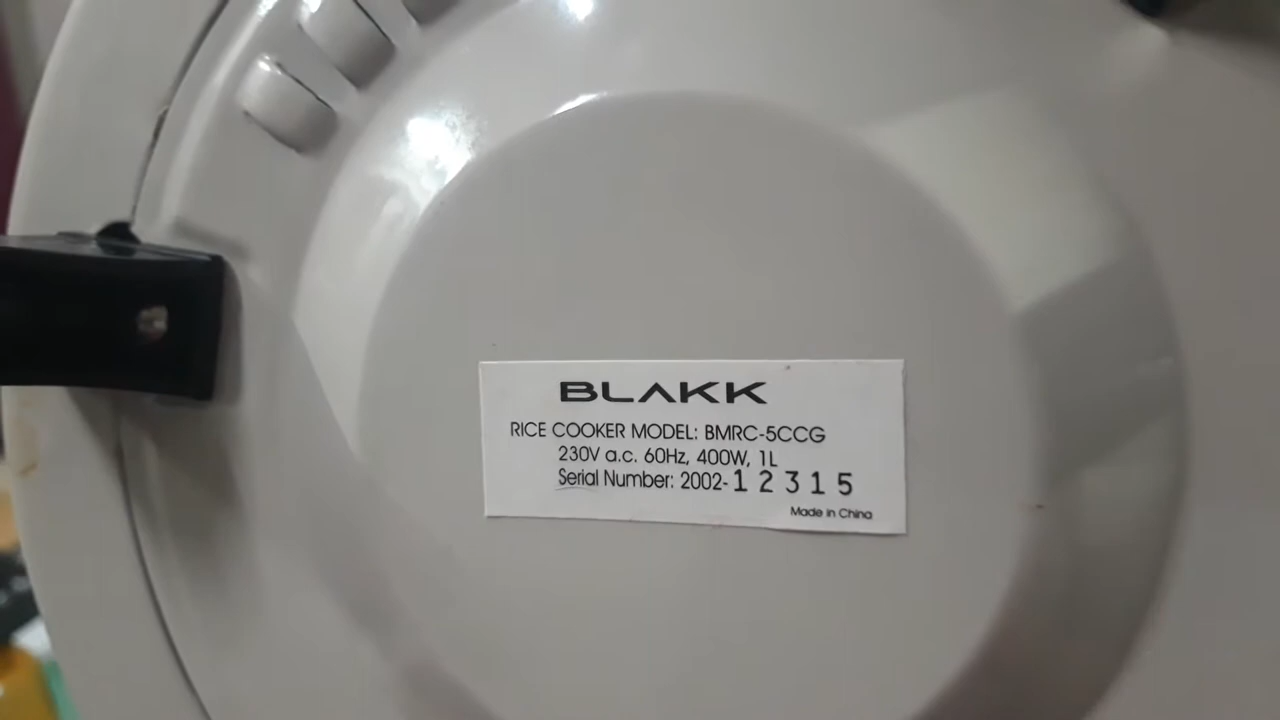 BLAKK
RICE COOKER MODEL: BMRC-5CCG
230V a.c. 60Hz, 400W, 1L
Serial Number: 2002-12315
Made in China